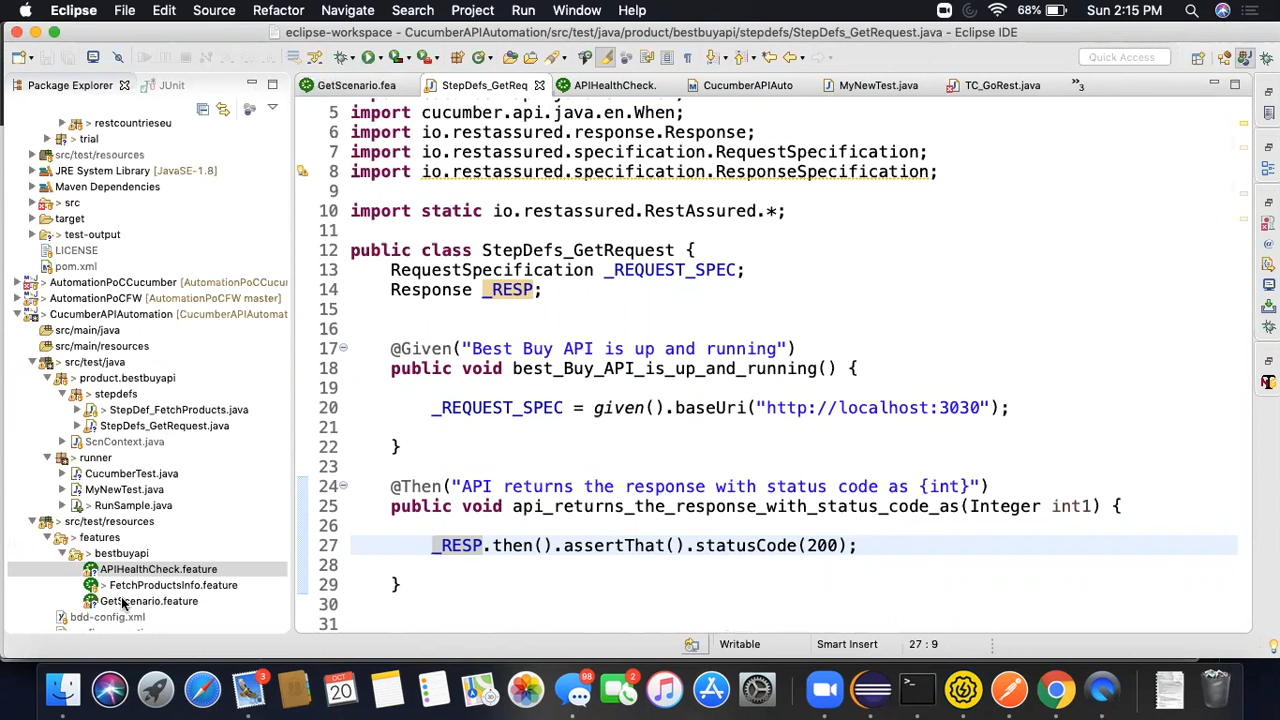 Eclipse File Edit Source Refactor Navigate Search Project Run Window Help 68% Sun 2:15 PM
eclipse-workspace - CucumberAPIAutomation/src/test/java/product/bestbuyapi/stepdefs/StepDefs_GetRequest.java - Eclipse IDE
Quick Access
Package Explorer JUnit GetScenario.fea StepDefs_GetReq APIHealthCheck. CucumberAPIAuto MyNewTest.java TC_GoRest.java »3
> restcountrieseu
> trial
src/test/resources
JRE System Library [JavaSE-1.8]
Maven Dependencies
> src
target
> test-output
LICENSE
pom.xml
> AutomationPoCCucumber [AutomationPoCCucu
> AutomationPoCFW [AutomationPoCFW master]
> CucumberAPIAutomation [CucumberAPIAutomat
src/main/java
src/main/resources
> src/test/java
> product.bestbuyapi
> stepdefs
> StepDef_FetchProducts.java
StepDefs_GetRequest.java
ScnContext.java
> runner
CucumberTest.java
MyNewTest.java
> RunSample.java
> src/test/resources
> features
> bestbuyapi
APIHealthCheck.feature
> FetchProductsInfo.feature
GetScenario.feature
bdd-config.xml
5 import cucumber.api.java.en.When;
6 import io.restassured.response.Response;
7 import io.restassured.specification.RequestSpecification;
8 import io.restassured.specification.ResponseSpecification;
9
10 import static io.restassured.RestAssured.*;
11
12 public class StepDefs_GetRequest {
13 RequestSpecification _REQUEST_SPEC;
14 Response _RESP;
15
16
17 @Given("Best Buy API is up and running")
18 public void best_Buy_API_is_up_and_running() {
19
20 _REQUEST_SPEC = given().baseUri("http://localhost:3030");
21
22 }
23
24 @Then("API returns the response with status code as {int}")
25 public void api_returns_the_response_with_status_code_as(Integer int1) {
26
27 _RESP.then().assertThat().statusCode(200);
28
29 }
30
31
Writable Smart Insert 27 : 9
3 OCT 20 98 2